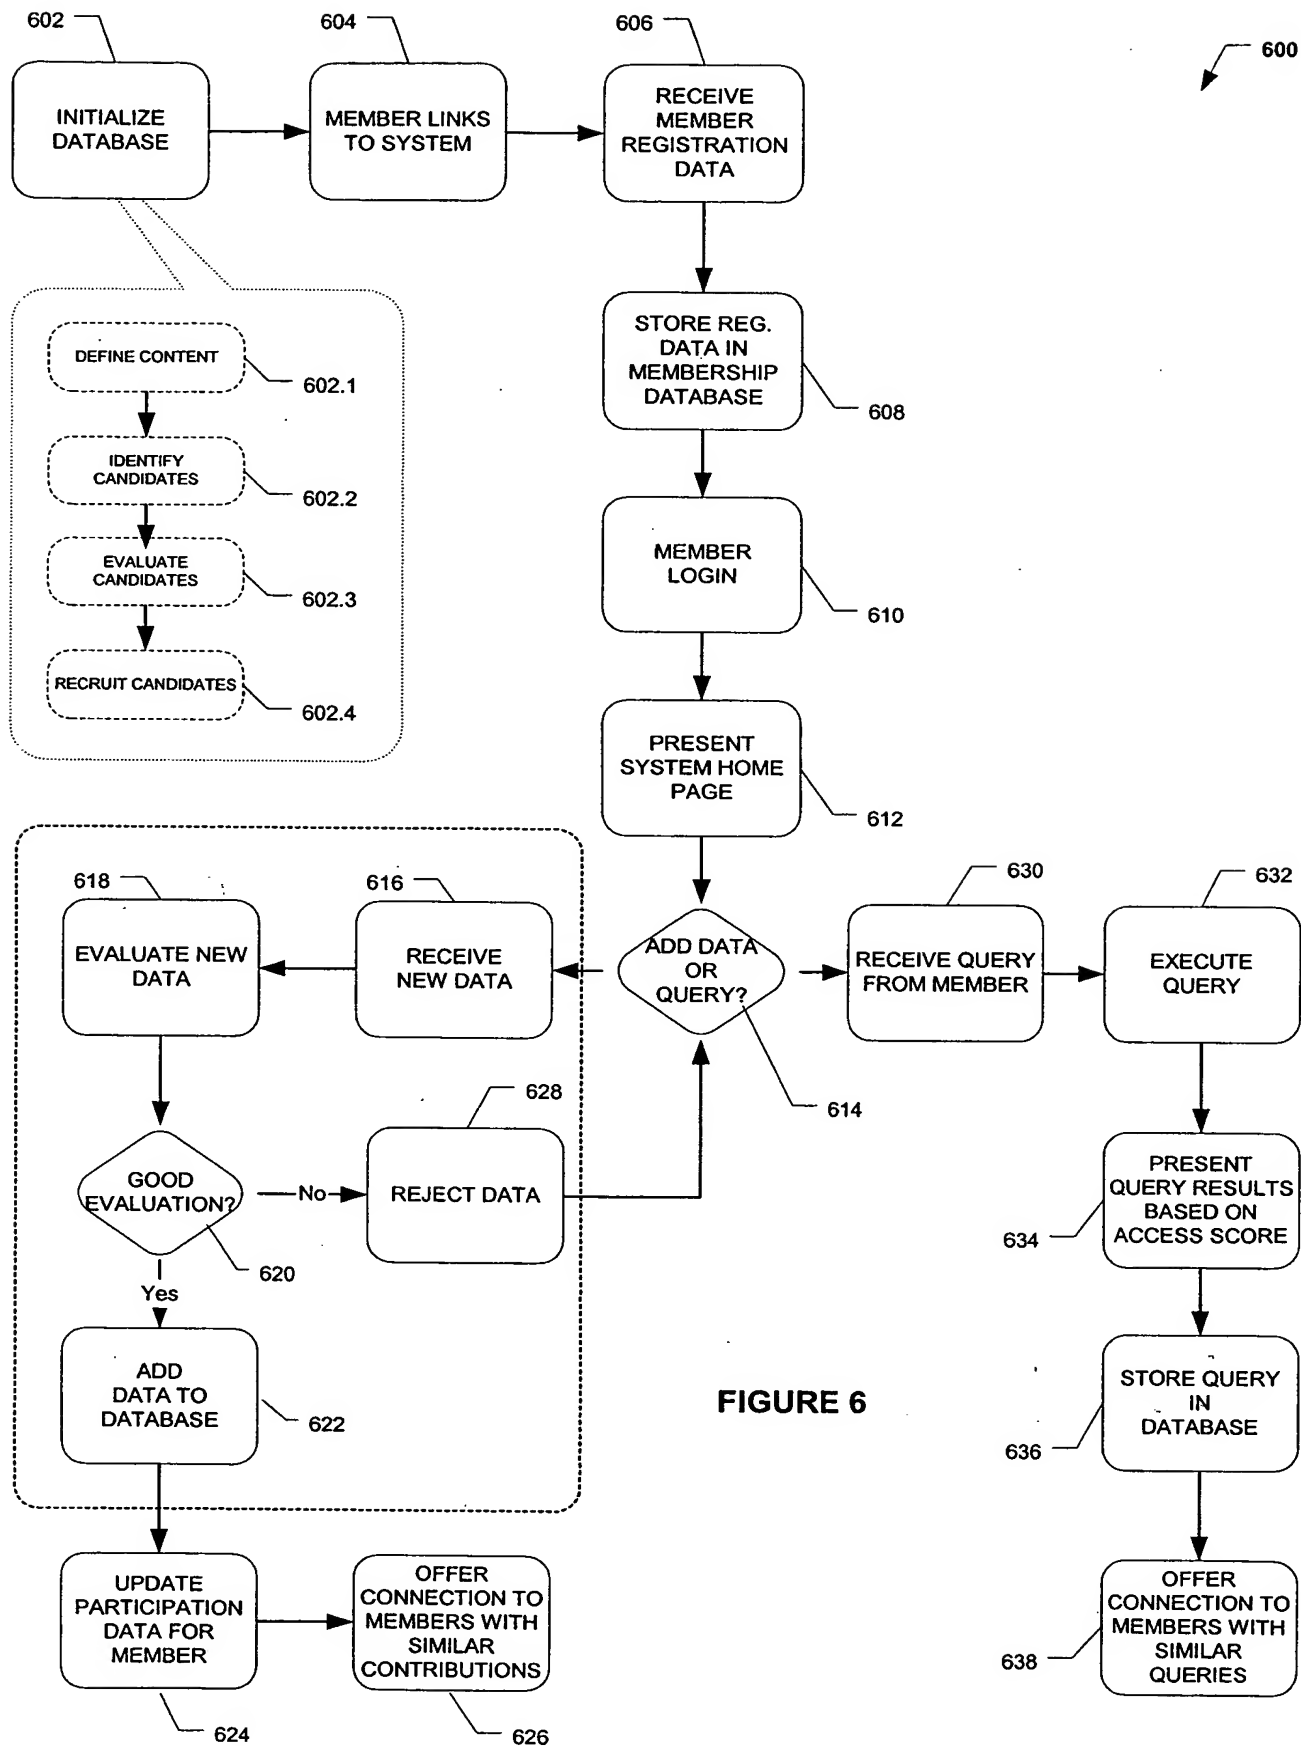 602
604
606
600
INITIALIZE
DATABASE
MEMBER LINKS
TO SYSTEM
RECEIVE
MEMBER
REGISTRATION
DATA
DEFINE CONTENT
602.1
IDENTIFY
CANDIDATES
602.2
EVALUATE
CANDIDATES
602.3
RECRUIT CANDIDATES
602.4
STORE REG.
DATA IN
MEMBERSHIP
DATABASE
608
MEMBER
LOGIN
610
PRESENT
SYSTEM HOME
PAGE
612
618
616
630
632
EVALUATE NEW
DATA
RECEIVE
NEW DATA
ADD DATA
OR
QUERY?
614
RECEIVE QUERY
FROM MEMBER
EXECUTE
QUERY
628
GOOD
EVALUATION?
620
No
REJECT DATA
Yes
PRESENT
QUERY RESULTS
BASED ON
ACCESS SCORE
634
ADD
DATA TO
DATABASE
622
FIGURE 6
STORE QUERY
IN
DATABASE
636
UPDATE
PARTICIPATION
DATA FOR
MEMBER
624
OFFER
CONNECTION TO
MEMBERS WITH
SIMILAR
CONTRIBUTIONS
626
OFFER
CONNECTION TO
MEMBERS WITH
SIMILAR
QUERIES
638